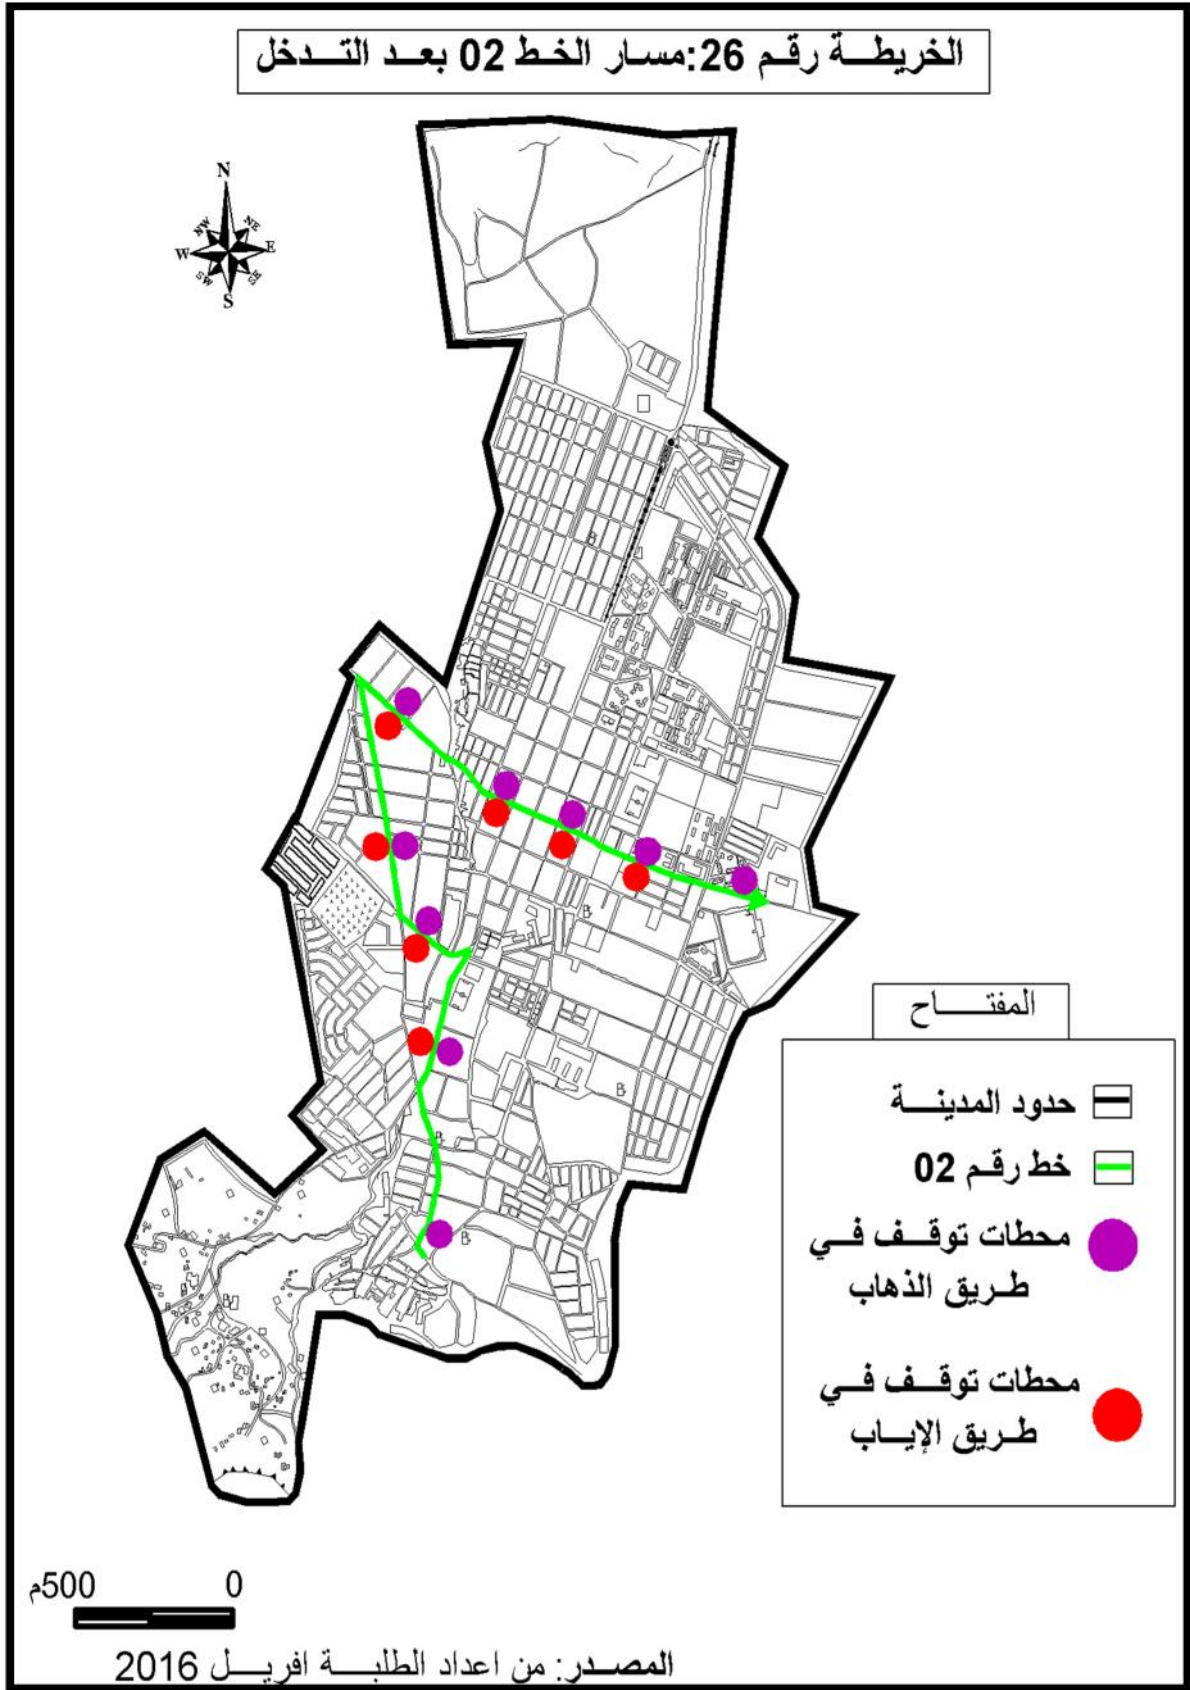 الخريطة رقم 26:مسار الخط 02 بعد التدخل
N
NW
NE
W
E
SW
SE
S
المفتاح
حدود المدينة
خط رقم 02
محطات توقف في
طريق الذهاب
محطات توقف في
طريق الإياب
500م
0
المصدر: من اعداد الطلبة افريل 2016